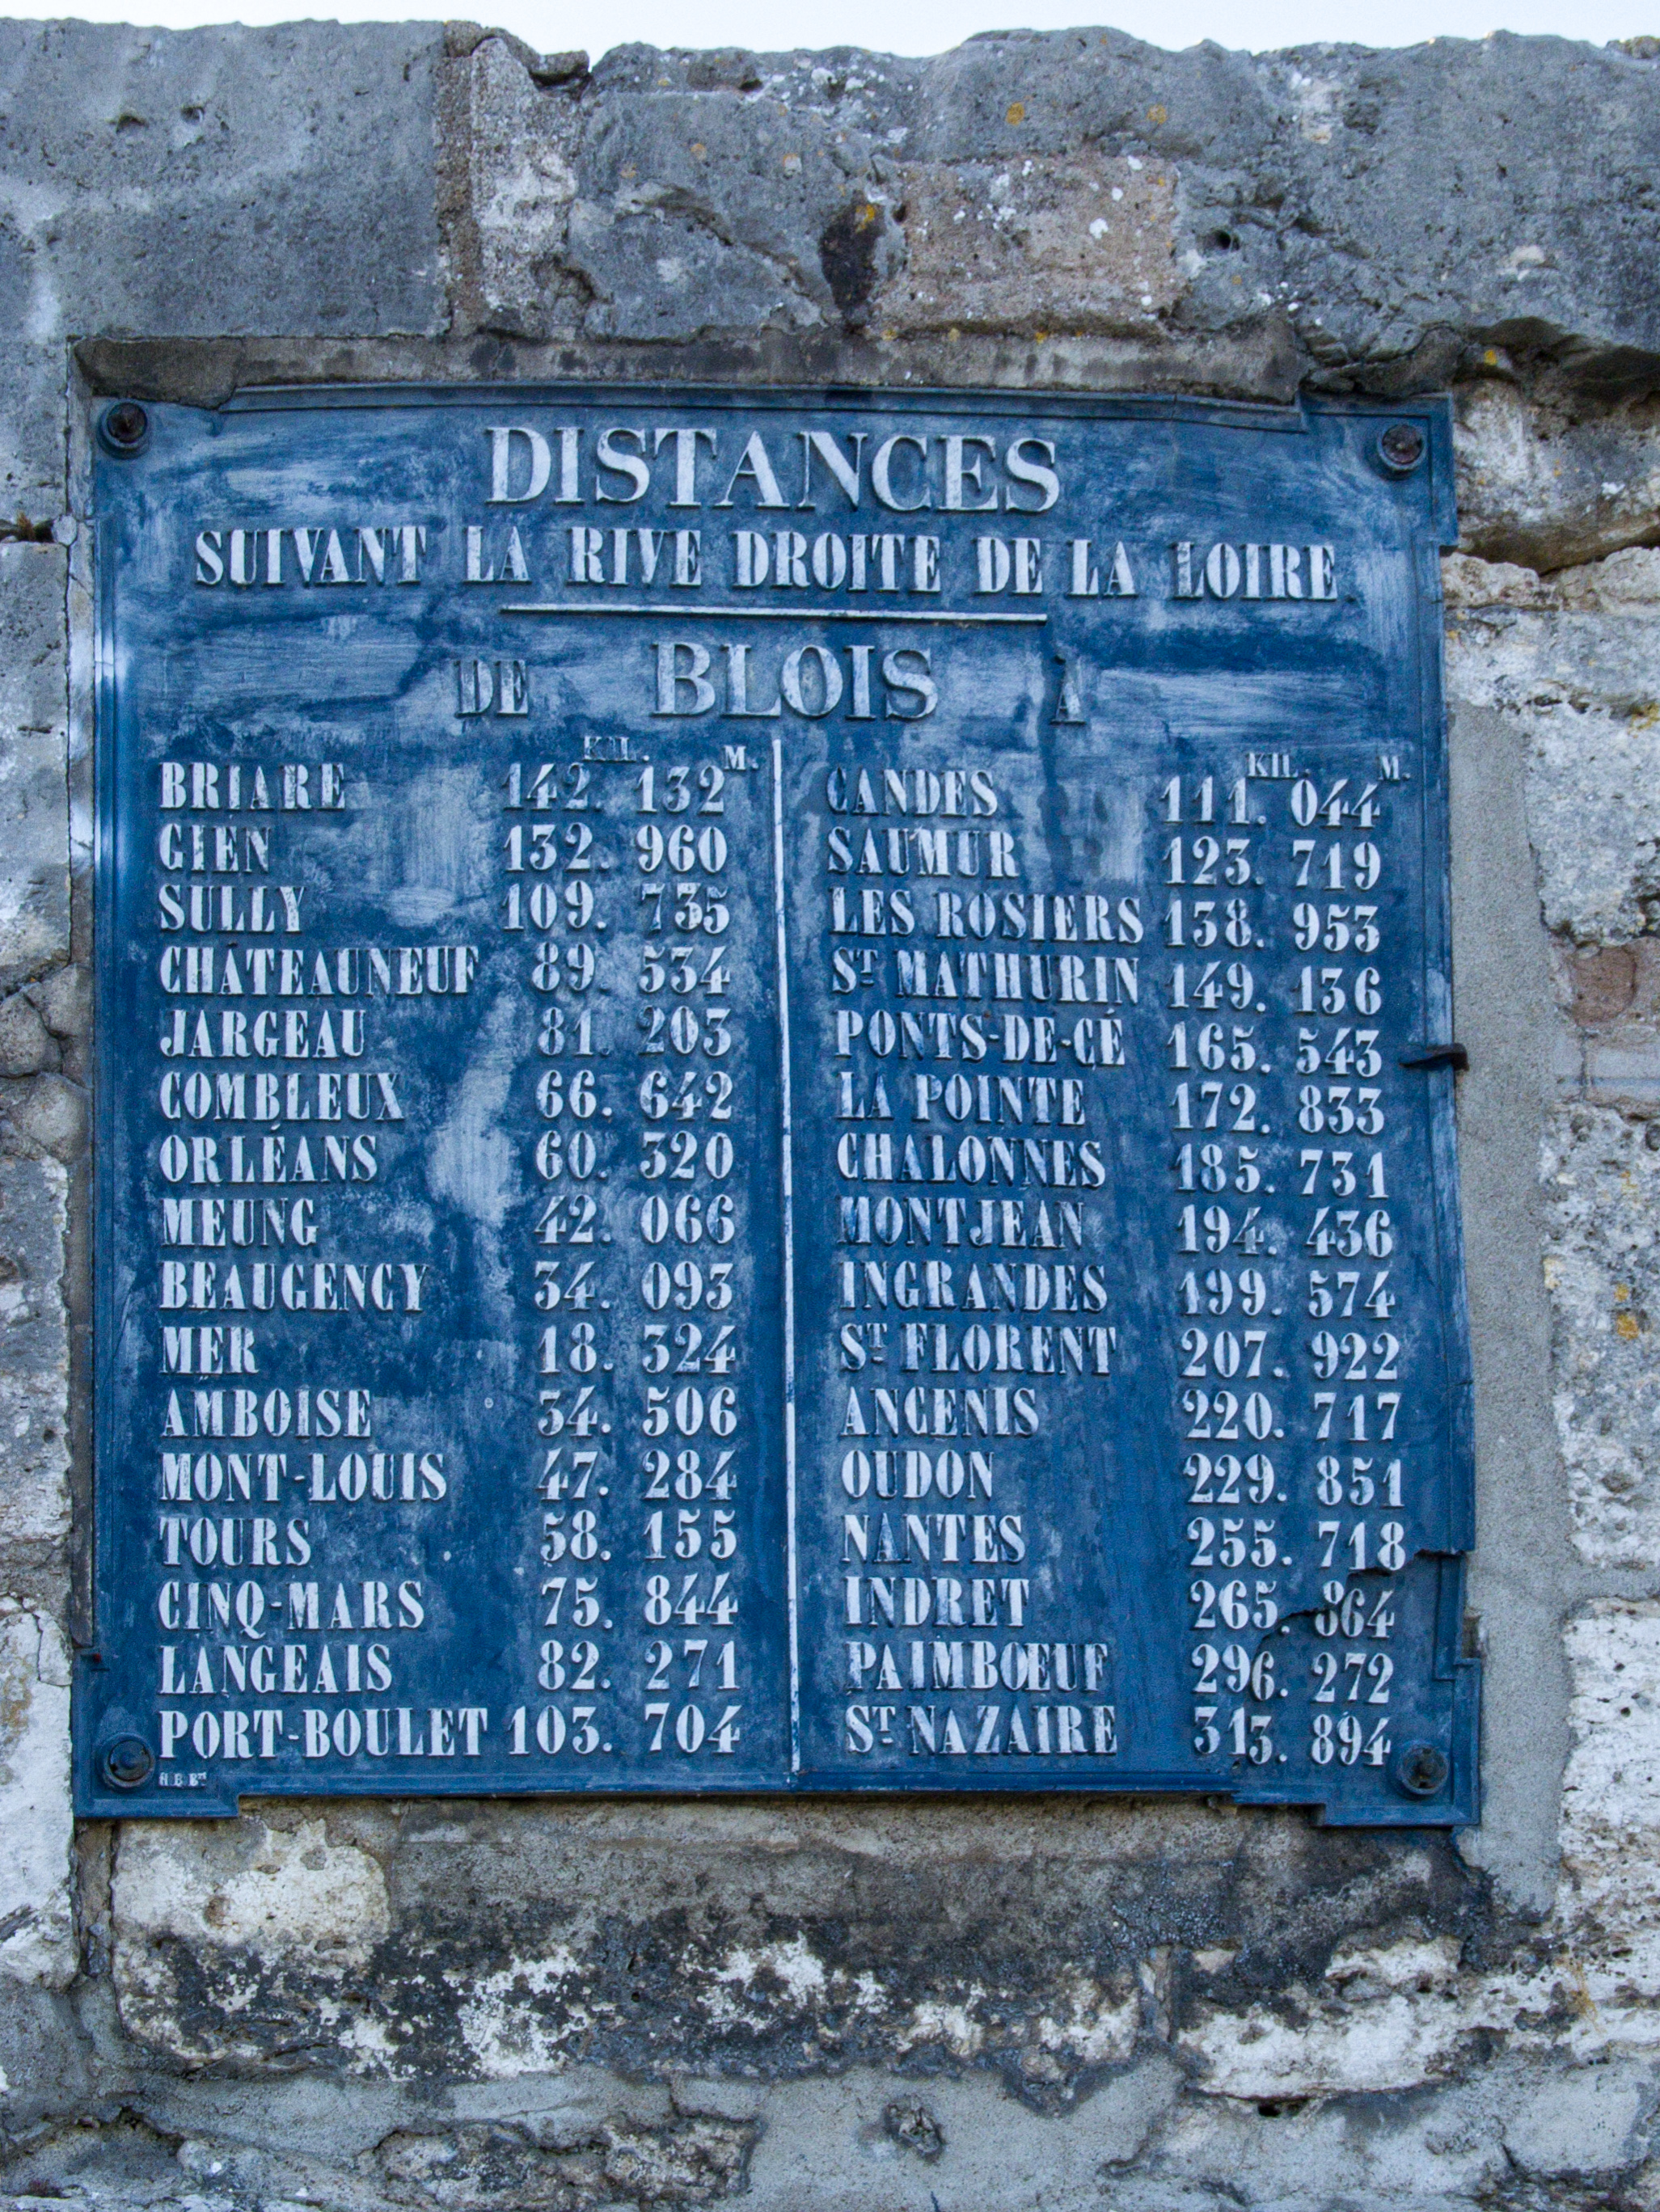 DISTANCES
SUIVANT LA RIVE DROITE DE LA LOIRE
DE BLOIS A
KIL. M.
BRIARE 142. 132
GIEN 132. 960
SULLY 109. 735
CHATEAUNEUF 89. 534
JARGEAU 81. 203
COMBLEUX 66. 642
ORLÉANS 60. 320
MEUNG 42. 066
BEAUGENCY 34. 093
MER 18. 324
AMBOISE 34. 506
MONT-LOUIS 47. 284
TOURS 58. 155
CINQ-MARS 75. 844
LANGEAIS 82. 271
PORT-BOULET 103. 704
KIL. M.
CANDES 111. 044
SAUMUR 123. 719
LES ROSIERS 138. 953
ST MATHURIN 149. 136
PONTS-DE-CÉ 165. 543
LA POINTE 172. 833
CHALONNES 185. 731
MONTJEAN 194. 436
INGRANDES 199. 574
ST FLORENT 207. 922
ANCENIS 220. 717
OUDON 229. 851
NANTES 255. 718
INDRET 265. 864
PAIMBŒUF 296. 272
ST NAZAIRE 313. 894